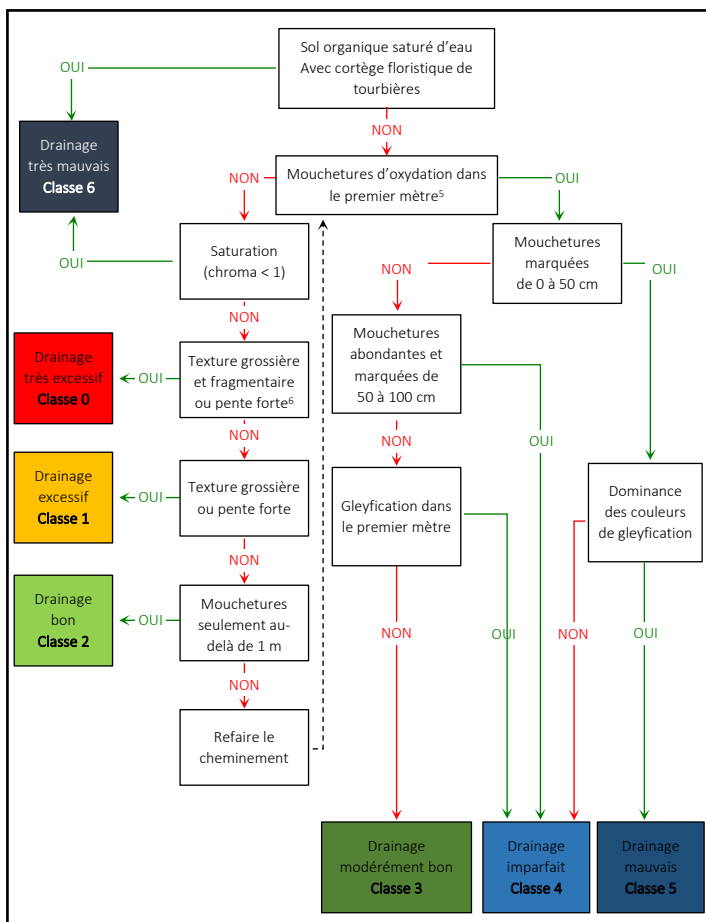 Sol organique saturé d'eau
Avec cortège floristique de
tourbières
OUI
NON
Drainage
très mauvais
Classe 6
Mouchetures d'oxydation dans
le premier mètre⁵
NON
OUI
OUI
Saturation
(chroma < 1)
Mouchetures
marquées
de 0 à 50 cm
NON
OUI
NON
Drainage
très excessif
Classe 0
OUI
Texture grossière
et fragmentaire
ou pente forte⁶
Mouchetures
abondantes et
marquées de
50 à 100 cm
NON
NON
OUI
Drainage
excessif
Classe 1
OUI
Texture grossière
ou pente forte
Gleyfication dans
le premier mètre
Dominance
des couleurs
de gleyfication
NON
Drainage
bon
Classe 2
OUI
Mouchetures
seulement au-
delà de 1 m
NON
OUI
NON
OUI
NON
Refaire le
cheminement
Drainage
modérément bon
Classe 3
Drainage
imparfait
Classe 4
Drainage
mauvais
Classe 5